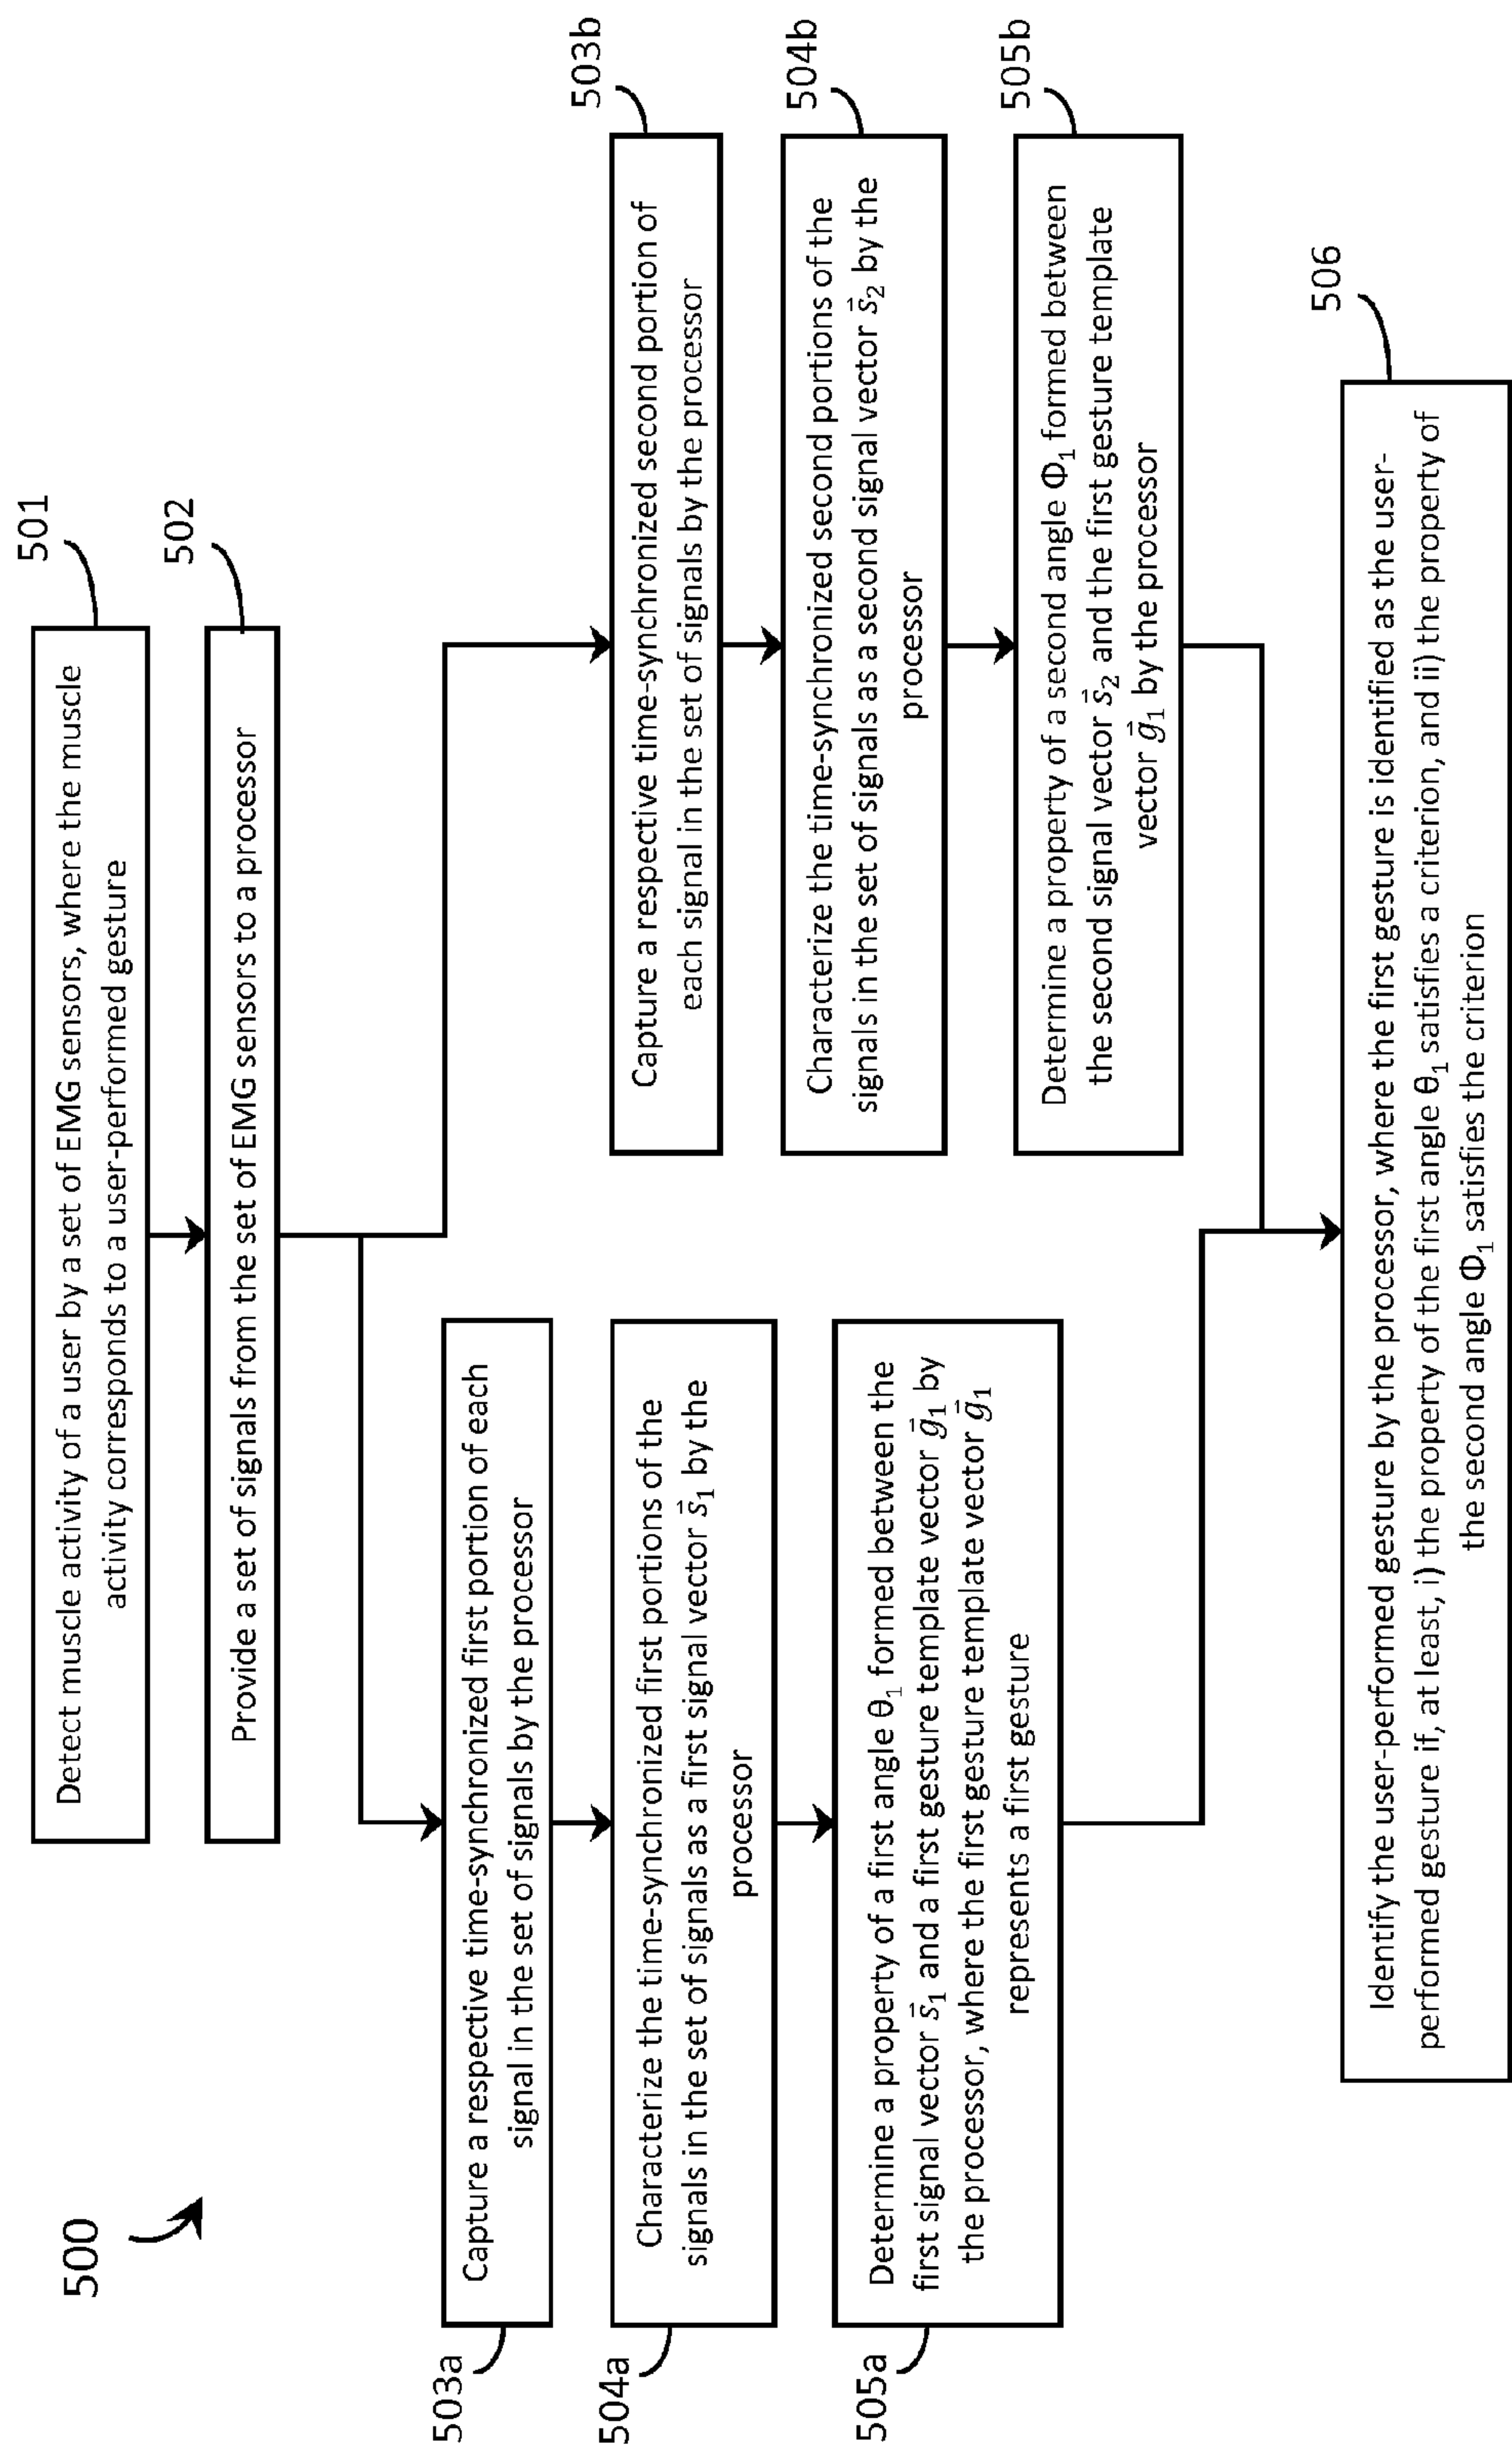 500
501
Detect muscle activity of a user by a set of EMG sensors, where the muscle
activity corresponds to a user-performed gesture
502
Provide a set of signals from the set of EMG sensors to a processor
503a
Capture a respective time-synchronized first portion of each
signal in the set of signals by the processor
504a
Characterize the time-synchronized first portions of the
signals in the set of signals as a first signal vector s⃗₁ by the
processor
505a
Determine a property of a first angle θ₁ formed between the
first signal vector s⃗₁ and a first gesture template vector g⃗₁ by
the processor, where the first gesture template vector g⃗₁
represents a first gesture
503b
Capture a respective time-synchronized second portion of
each signal in the set of signals by the processor
504b
Characterize the time-synchronized second portions of the
signals in the set of signals as a second signal vector s⃗₂ by the
processor
505b
Determine a property of a second angle Φ₁ formed between
the second signal vector s⃗₂ and the first gesture template
vector g⃗₁ by the processor
506
Identify the user-performed gesture by the processor, where the first gesture is identified as the user-
performed gesture if, at least, i) the property of the first angle θ₁ satisfies a criterion, and ii) the property of
the second angle Φ₁ satisfies the criterion